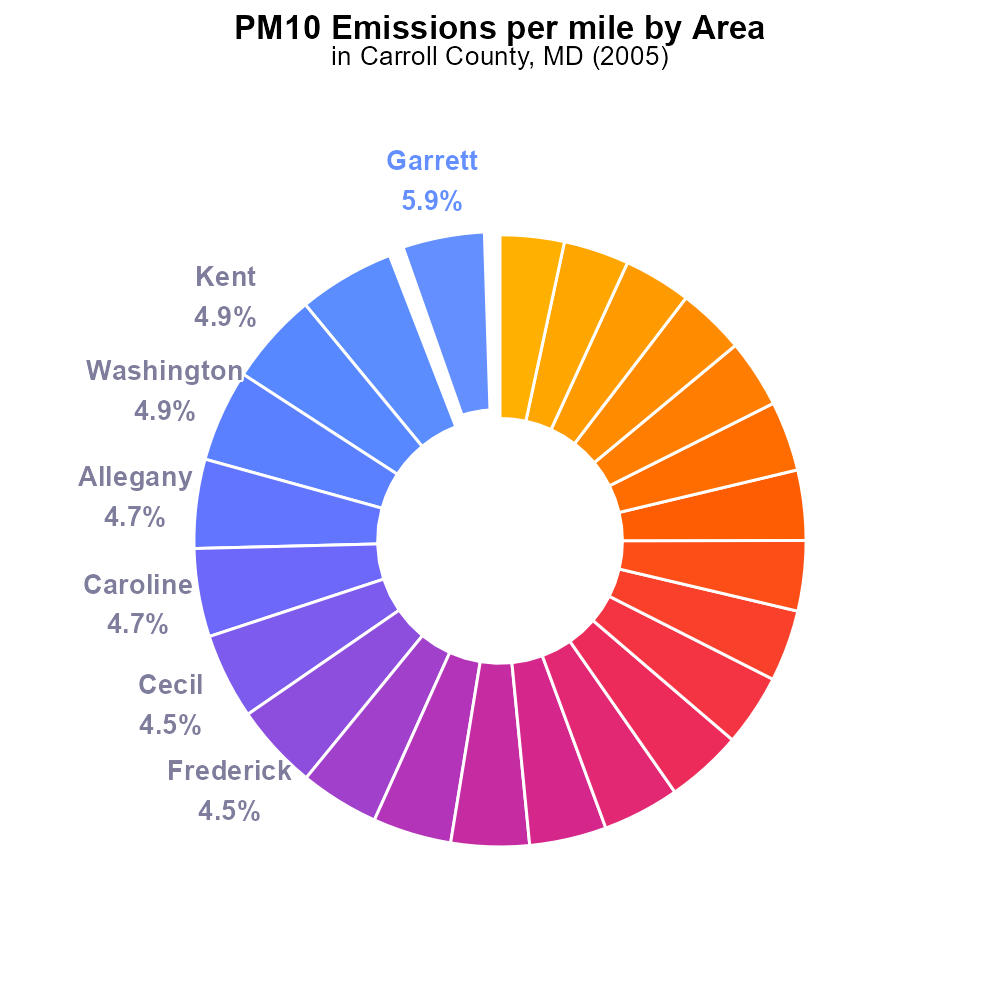 PM10 Emissions per mile by Area
in Carroll County, MD (2005)
Garrett
5.9%
Kent
4.9%
Washington
4.9%
Allegany
4.7%
Caroline
4.7%
Cecil
4.5%
Frederick
4.5%